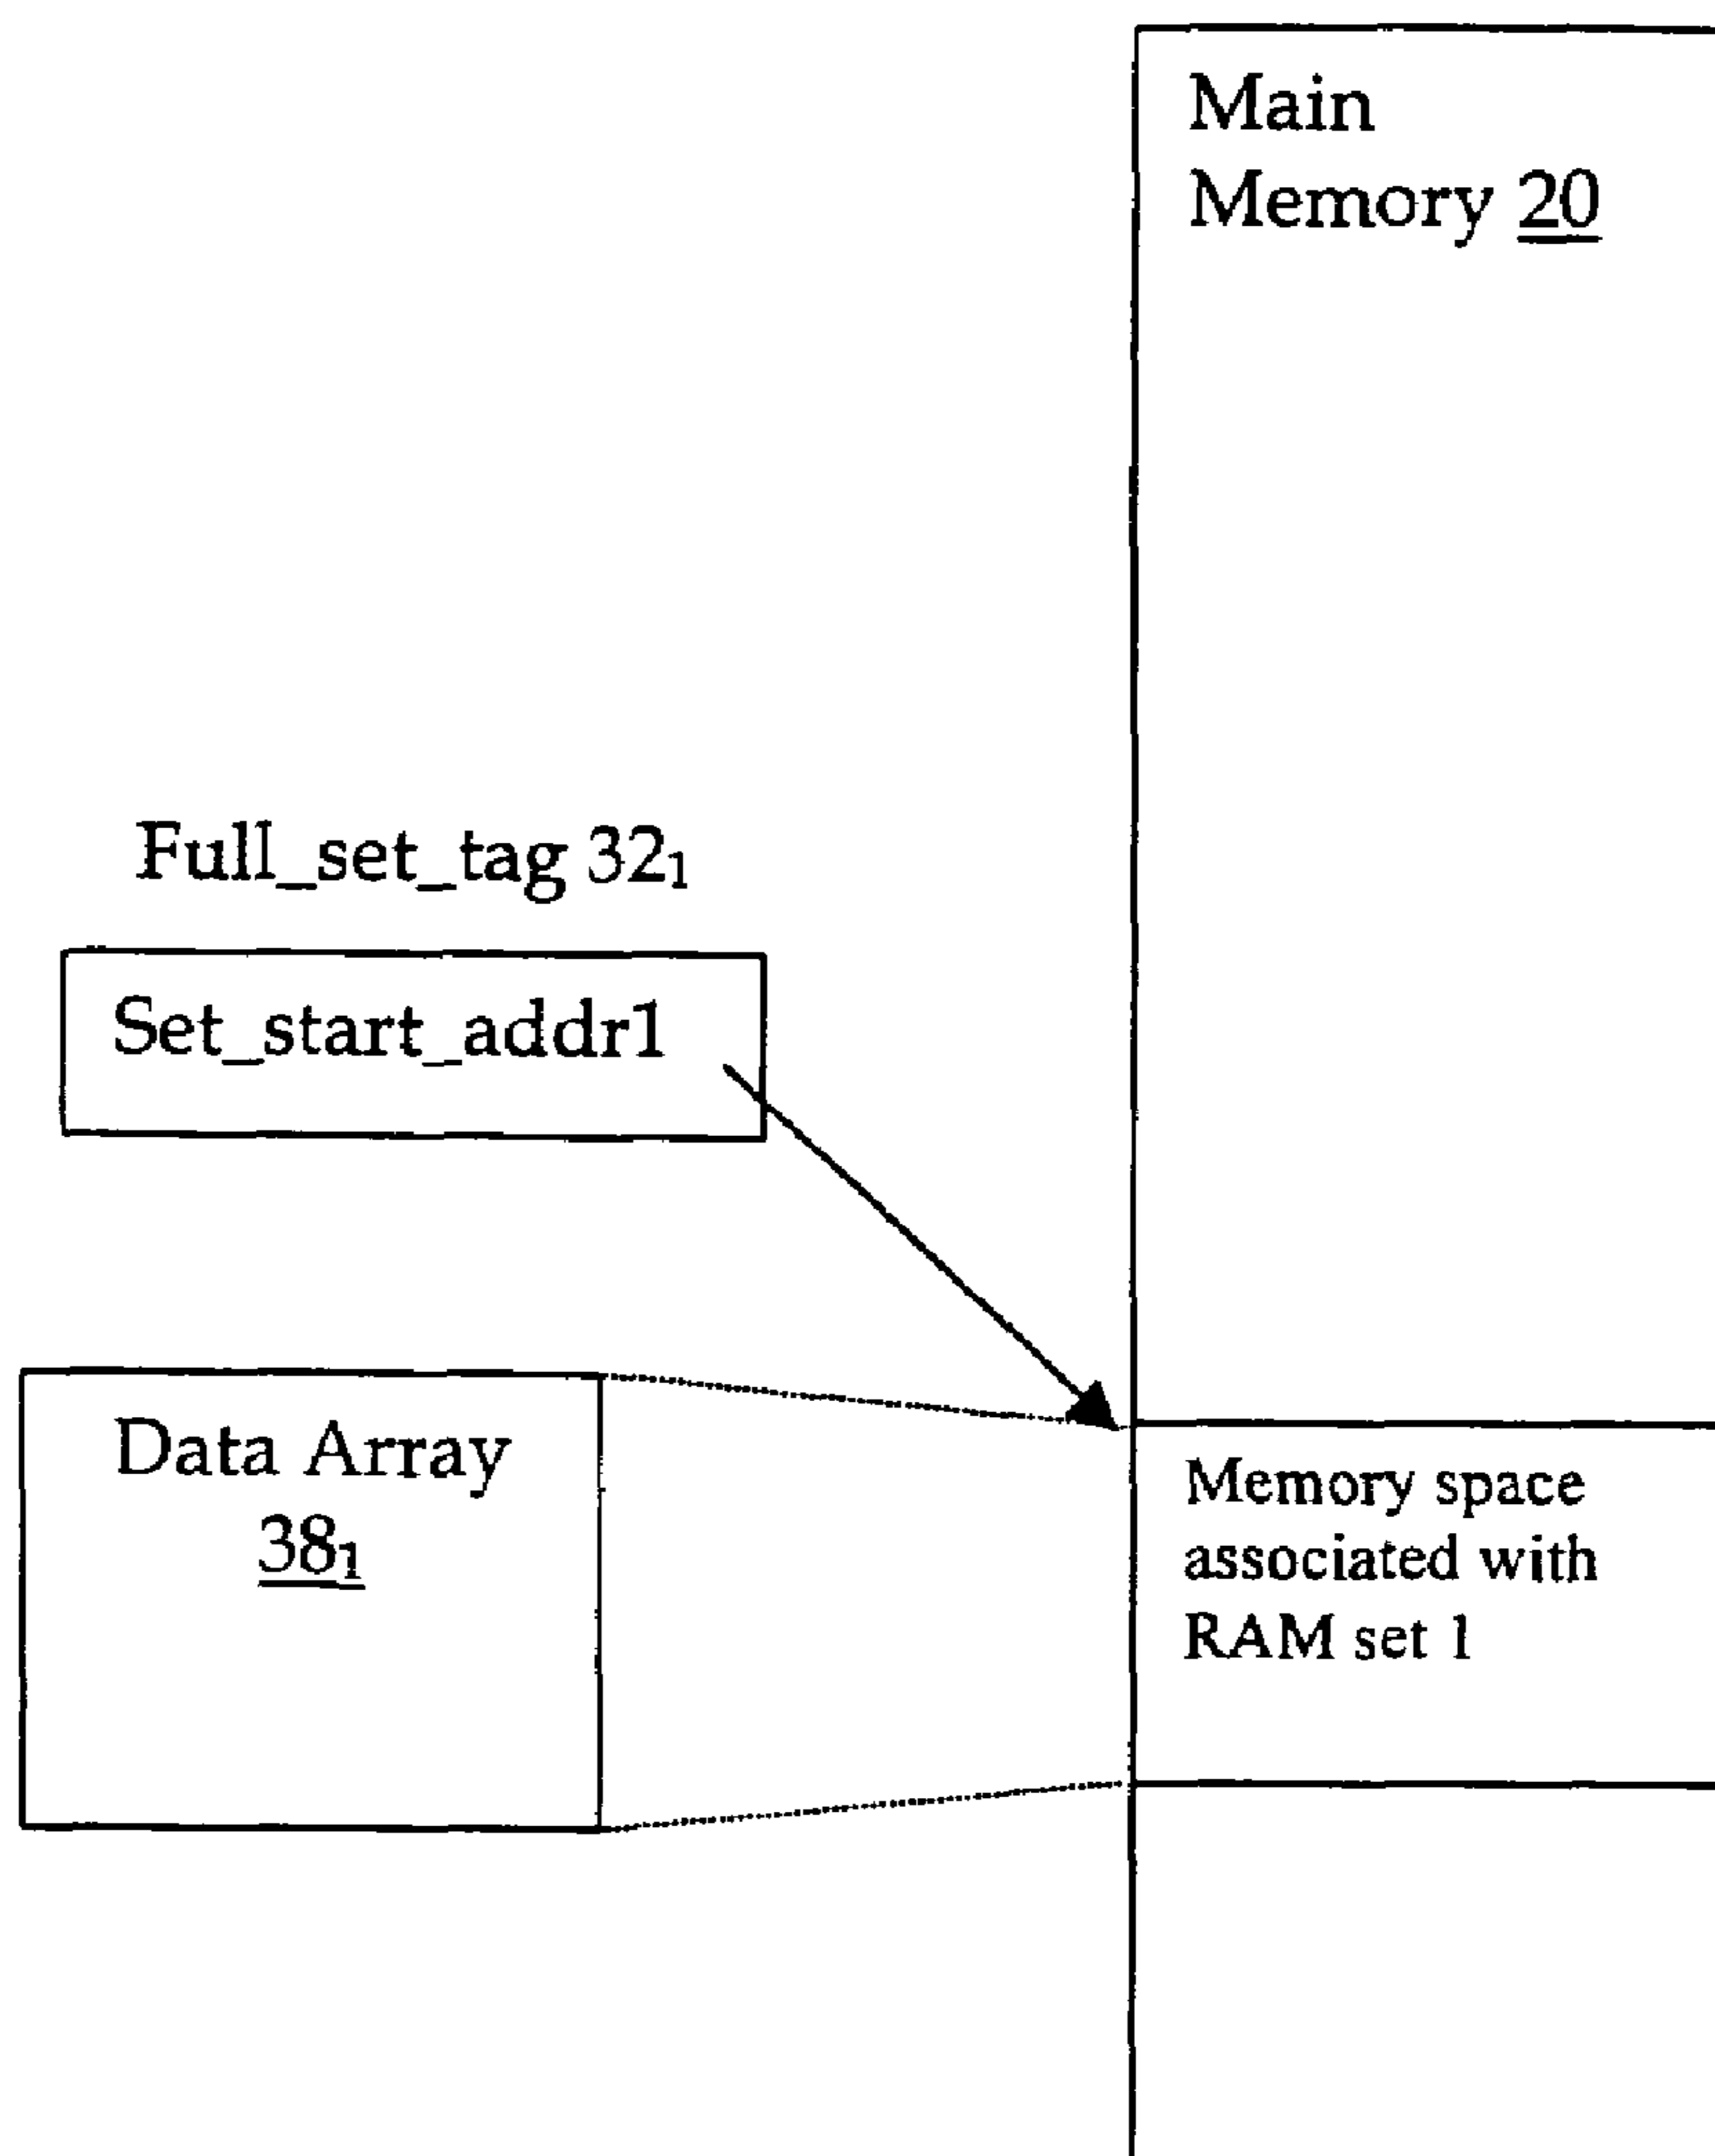 Main
Memory 20
Full_set_tag 32₁
Set_start_addr1
Data Array
38₁
Memory space
associated with
RAM set 1